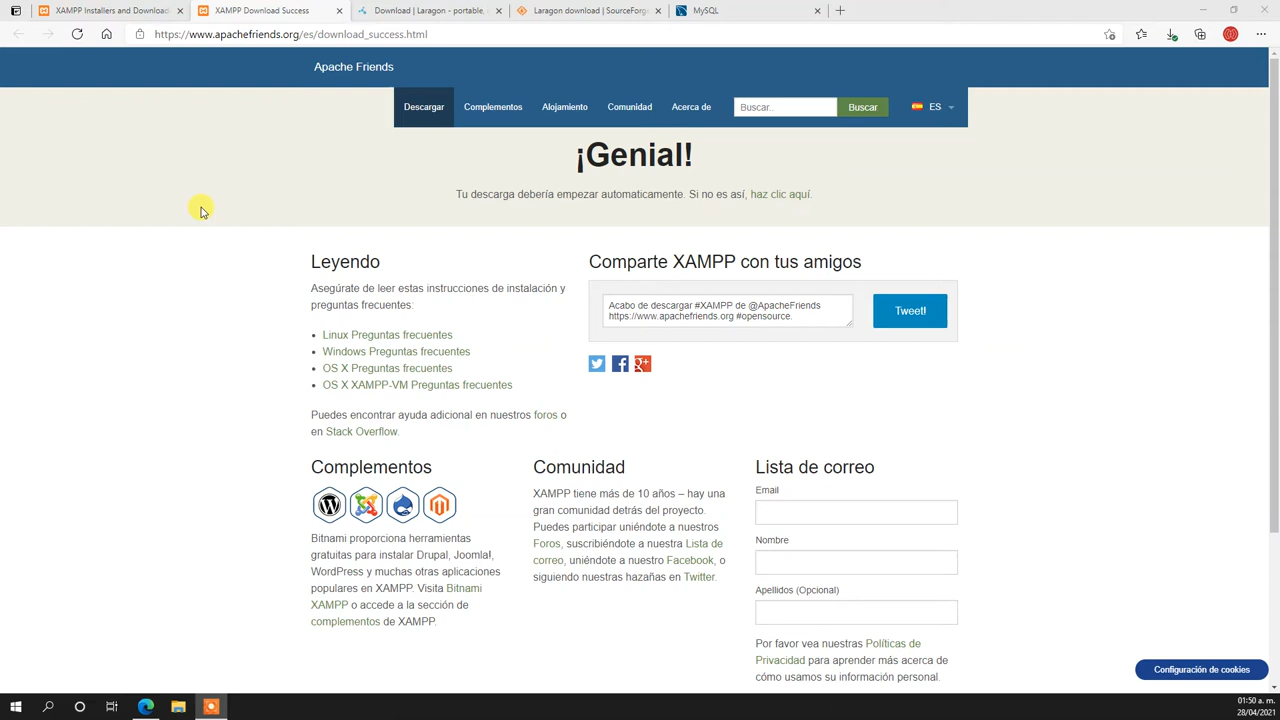 XAMPP Installers and Download
XAMPP Download Success
Download | Laragon - portable,
Laragon download | SourceForg
MySQL
https://www.apachefriends.org/es/download_success.html
Apache Friends
Descargar
Complementos
Alojamiento
Comunidad
Acerca de
Buscar..
Buscar
ES
¡Genial!
Tu descarga debería empezar automaticamente. Si no es así, haz clic aquí.
Leyendo
Asegúrate de leer estas instrucciones de instalación y
preguntas frecuentes:
Linux Preguntas frecuentes
Windows Preguntas frecuentes
OS X Preguntas frecuentes
OS X XAMPP-VM Preguntas frecuentes
Puedes encontrar ayuda adicional en nuestros foros o
en Stack Overflow.
Comparte XAMPP con tus amigos
Acabo de descargar #XAMPP de @ApacheFriends
https://www.apachefriends.org #opensource.
Tweet!
Complementos
Bitnami proporciona herramientas
gratuitas para instalar Drupal, Joomla!,
WordPress y muchas otras aplicaciones
populares en XAMPP. Visita Bitnami
XAMPP o accede a la sección de
complementos de XAMPP.
Comunidad
XAMPP tiene más de 10 años – hay una
gran comunidad detrás del proyecto.
Puedes participar uniéndote a nuestros
Foros, suscribiéndote a nuestra Lista de
correo, uniéndote a nuestro Facebook, o
siguiendo nuestras hazañas en Twitter.
Lista de correo
Email
Nombre
Apellidos (Opcional)
Por favor vea nuestras Políticas de
Privacidad para aprender más acerca de
cómo usamos su información personal.
Configuración de cookies
01:50 a. m.
28/04/2021